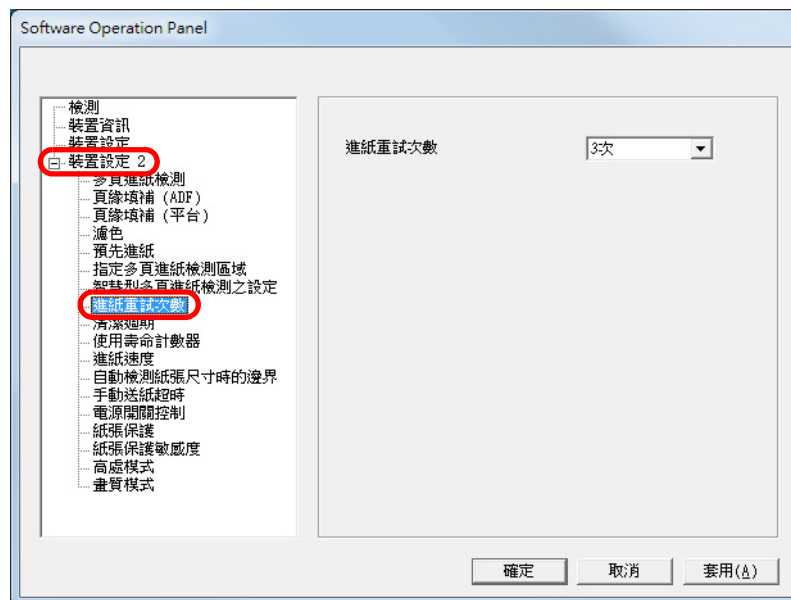 Software Operation Panel
檢測
裝置資訊
裝置設定
裝置設定 2
多頁進紙檢測
頁緣填補 (ADF)
頁緣填補 (平台)
濾色
預先進紙
指定多頁進紙檢測區域
智慧型多頁進紙檢測之設定
進紙重試次數
清潔週期
使用壽命計數器
進紙速度
自動檢測紙張尺寸時的邊界
手動送紙超時
電源開關控制
紙張保護
紙張保護敏感度
高處模式
畫質模式
進紙重試次數
3次
確定
取消
套用(A)